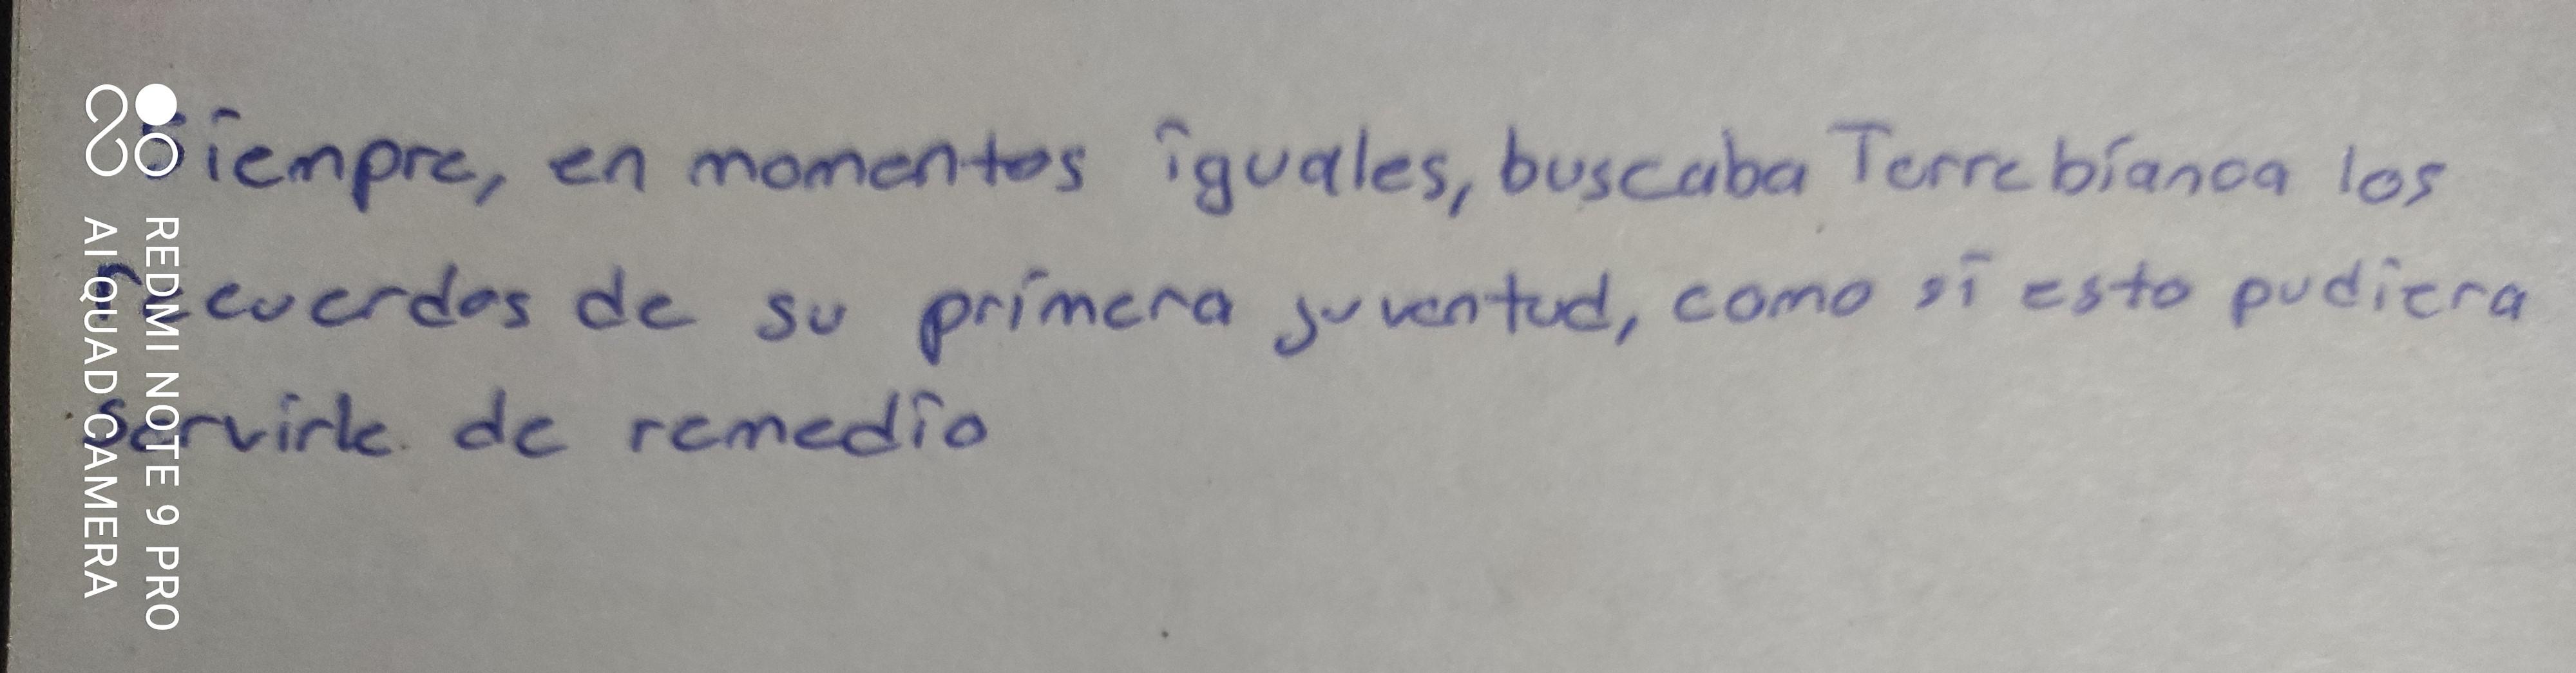 Siempre, en momentos iguales, buscaba Terrebianca los
recuerdos de su primera juventud, como si esto pudiera
servirle de remedio
REDMI NOTE 9 PRO
AI QUAD CAMERA